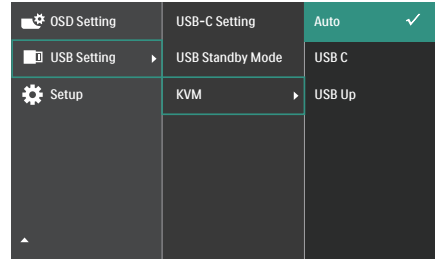 OSD Setting
USB Setting
Setup
USB-C Setting
USB Standby Mode
KVM
Auto
USB C
USB Up